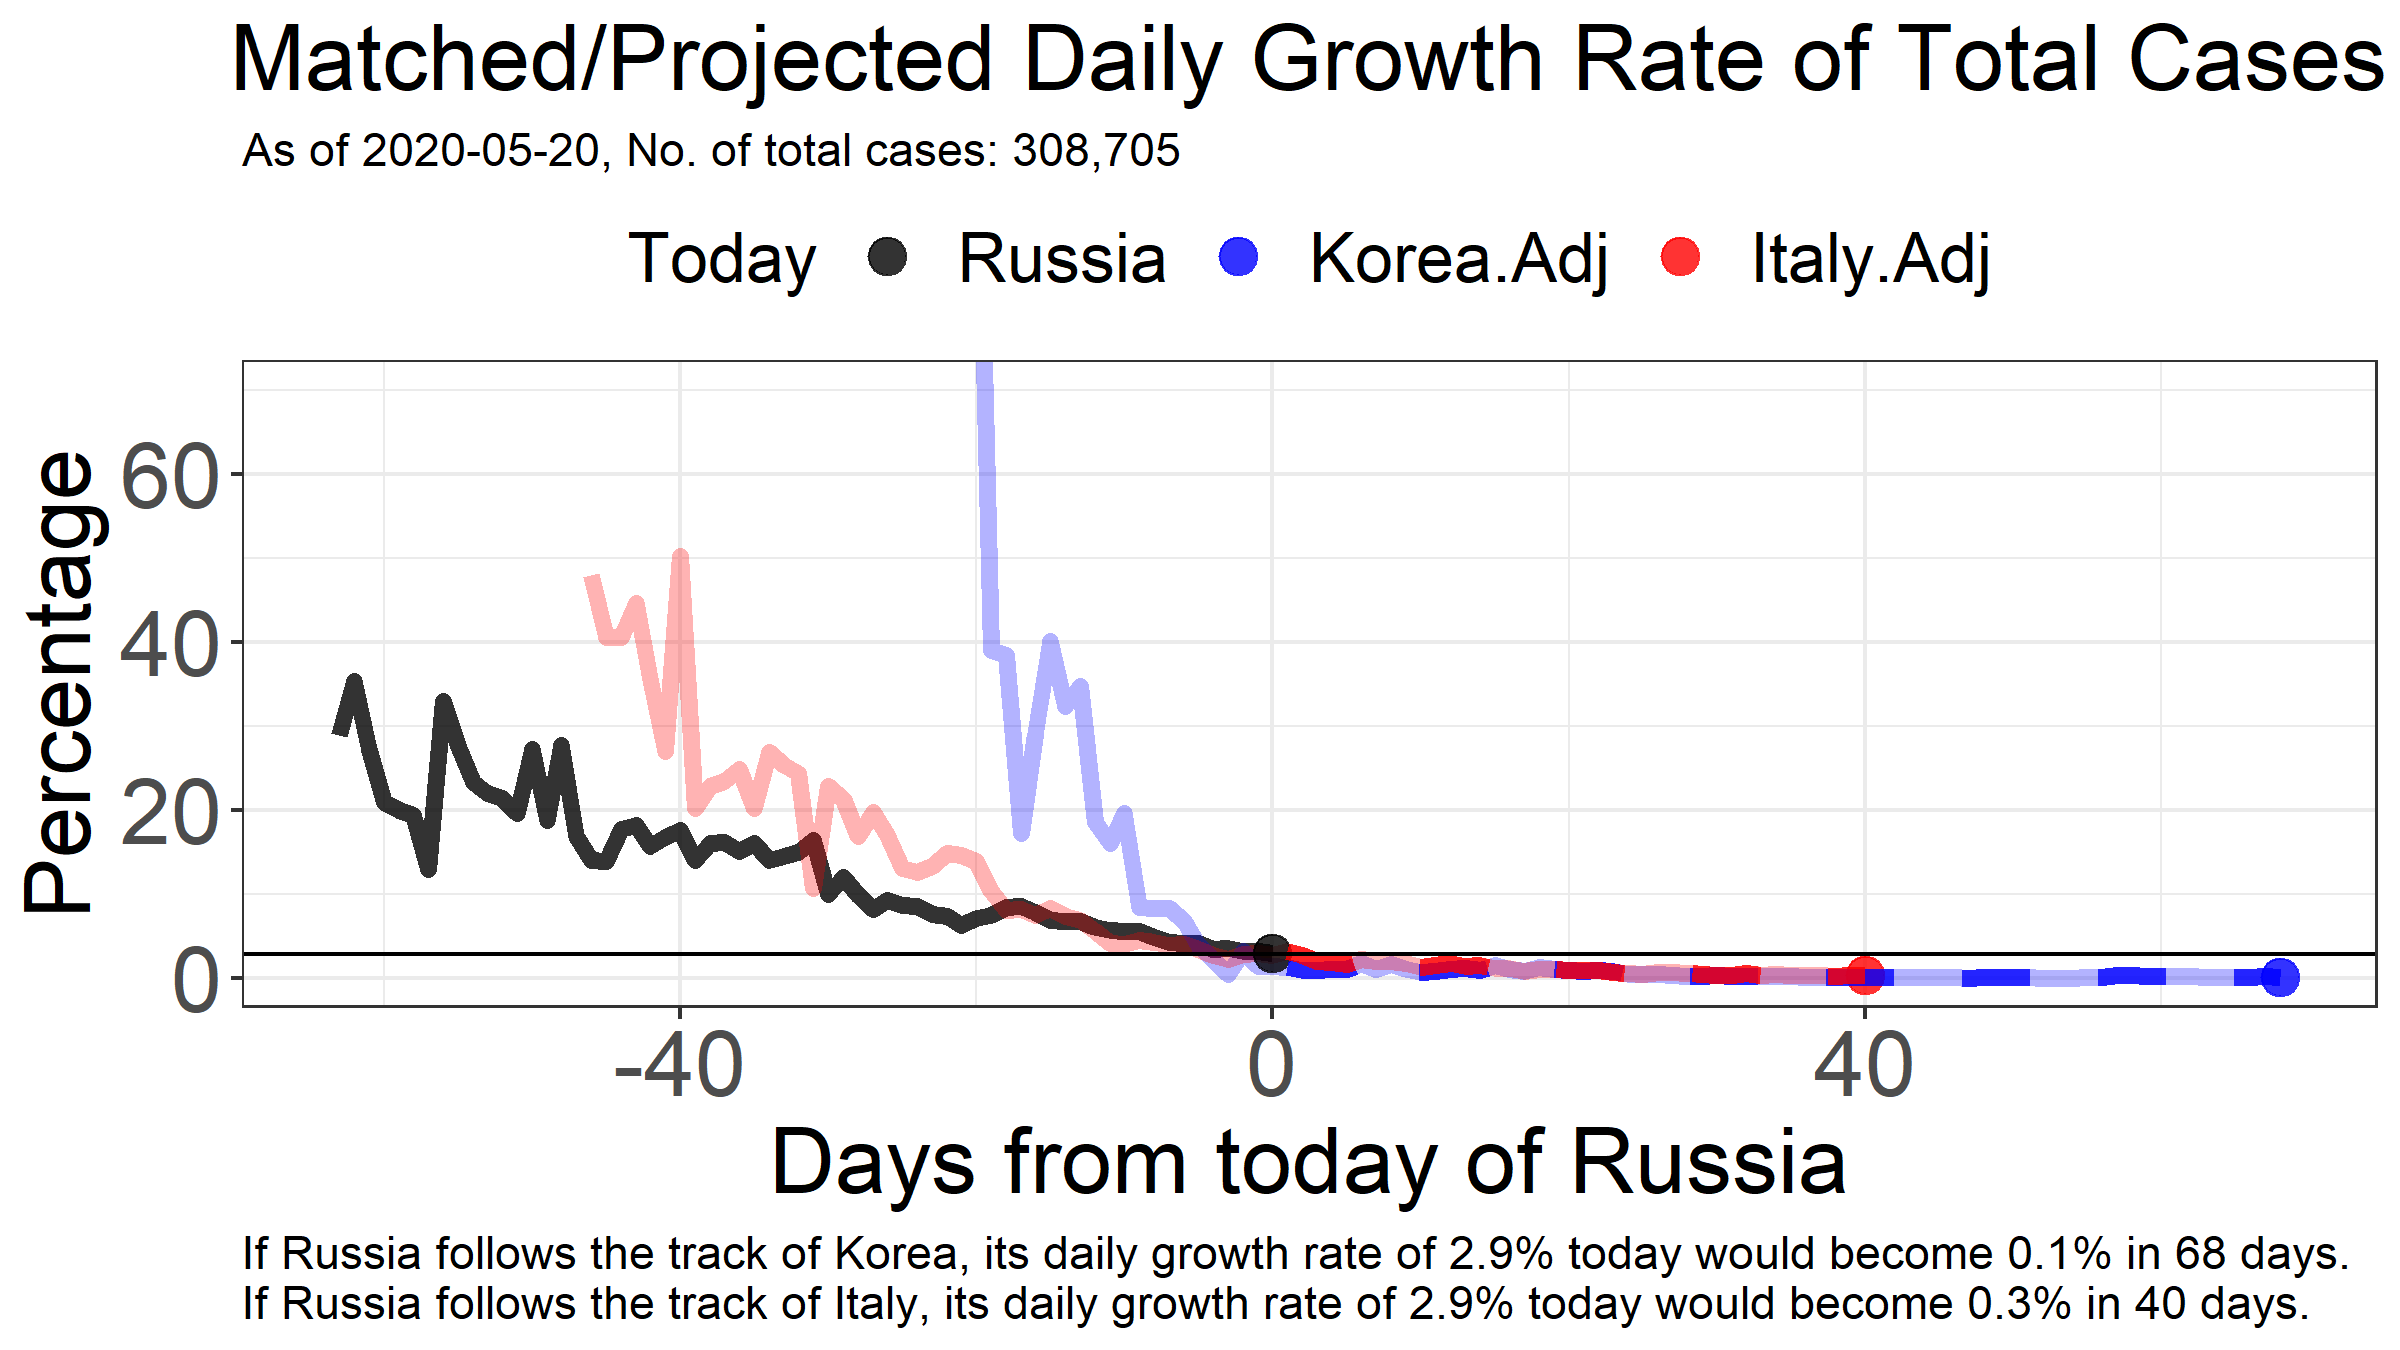 Matched/Projected Daily Growth Rate of Total Cases
As of 2020-05-20, No. of total cases: 308,705
Today Russia Korea.Adj Italy.Adj
Percentage
60
40
20
0
-40 0 40
Days from today of Russia
If Russia follows the track of Korea, its daily growth rate of 2.9% today would become 0.1% in 68 days.
If Russia follows the track of Italy, its daily growth rate of 2.9% today would become 0.3% in 40 days.